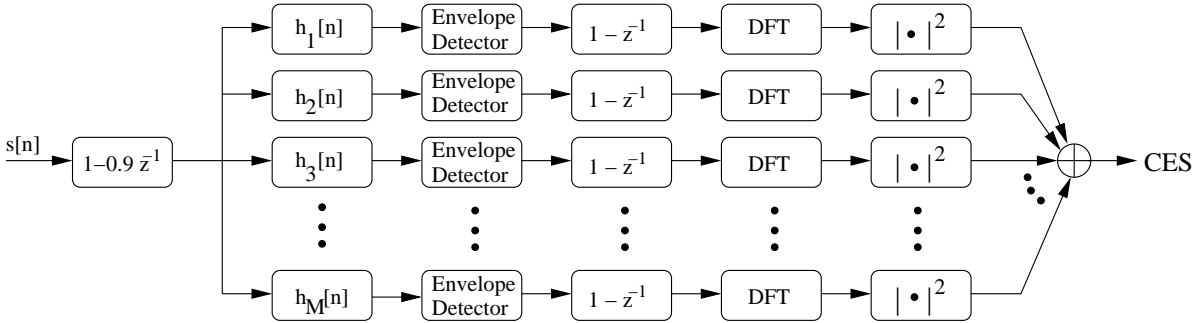 h₁[n]
Envelope
Detector
1 – z⁻¹
DFT
| • |²
h₂[n]
Envelope
Detector
1 – z⁻¹
DFT
| • |²
s[n]
1–0.9 z⁻¹
h₃[n]
Envelope
Detector
1 – z⁻¹
DFT
| • |²
CES
h_M[n]
Envelope
Detector
1 – z⁻¹
DFT
| • |²